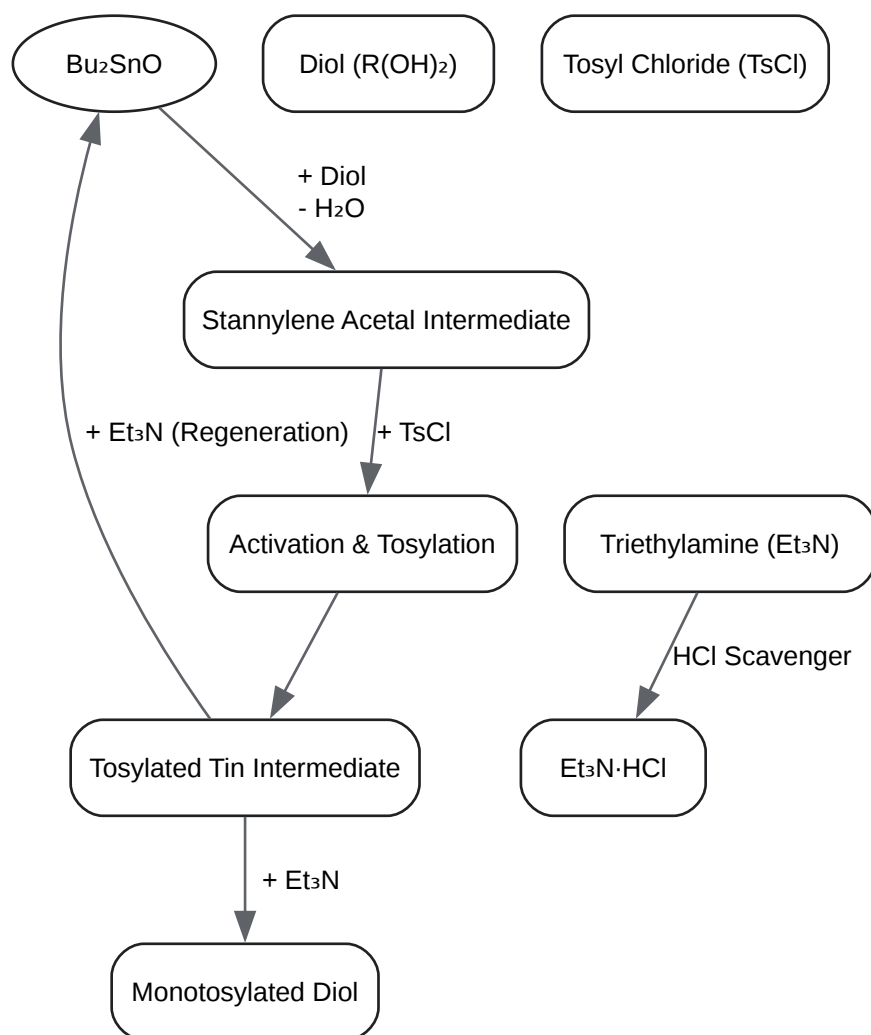 Bu₂SnO
Diol (R(OH)₂)
Tosyl Chloride (TsCl)
+ Diol
- H₂O
Stannylene Acetal Intermediate
+ Et₃N (Regeneration)
+ TsCl
Activation & Tosylation
Triethylamine (Et₃N)
HCl Scavenger
Tosylated Tin Intermediate
Et₃N·HCl
+ Et₃N
Monotosylated Diol